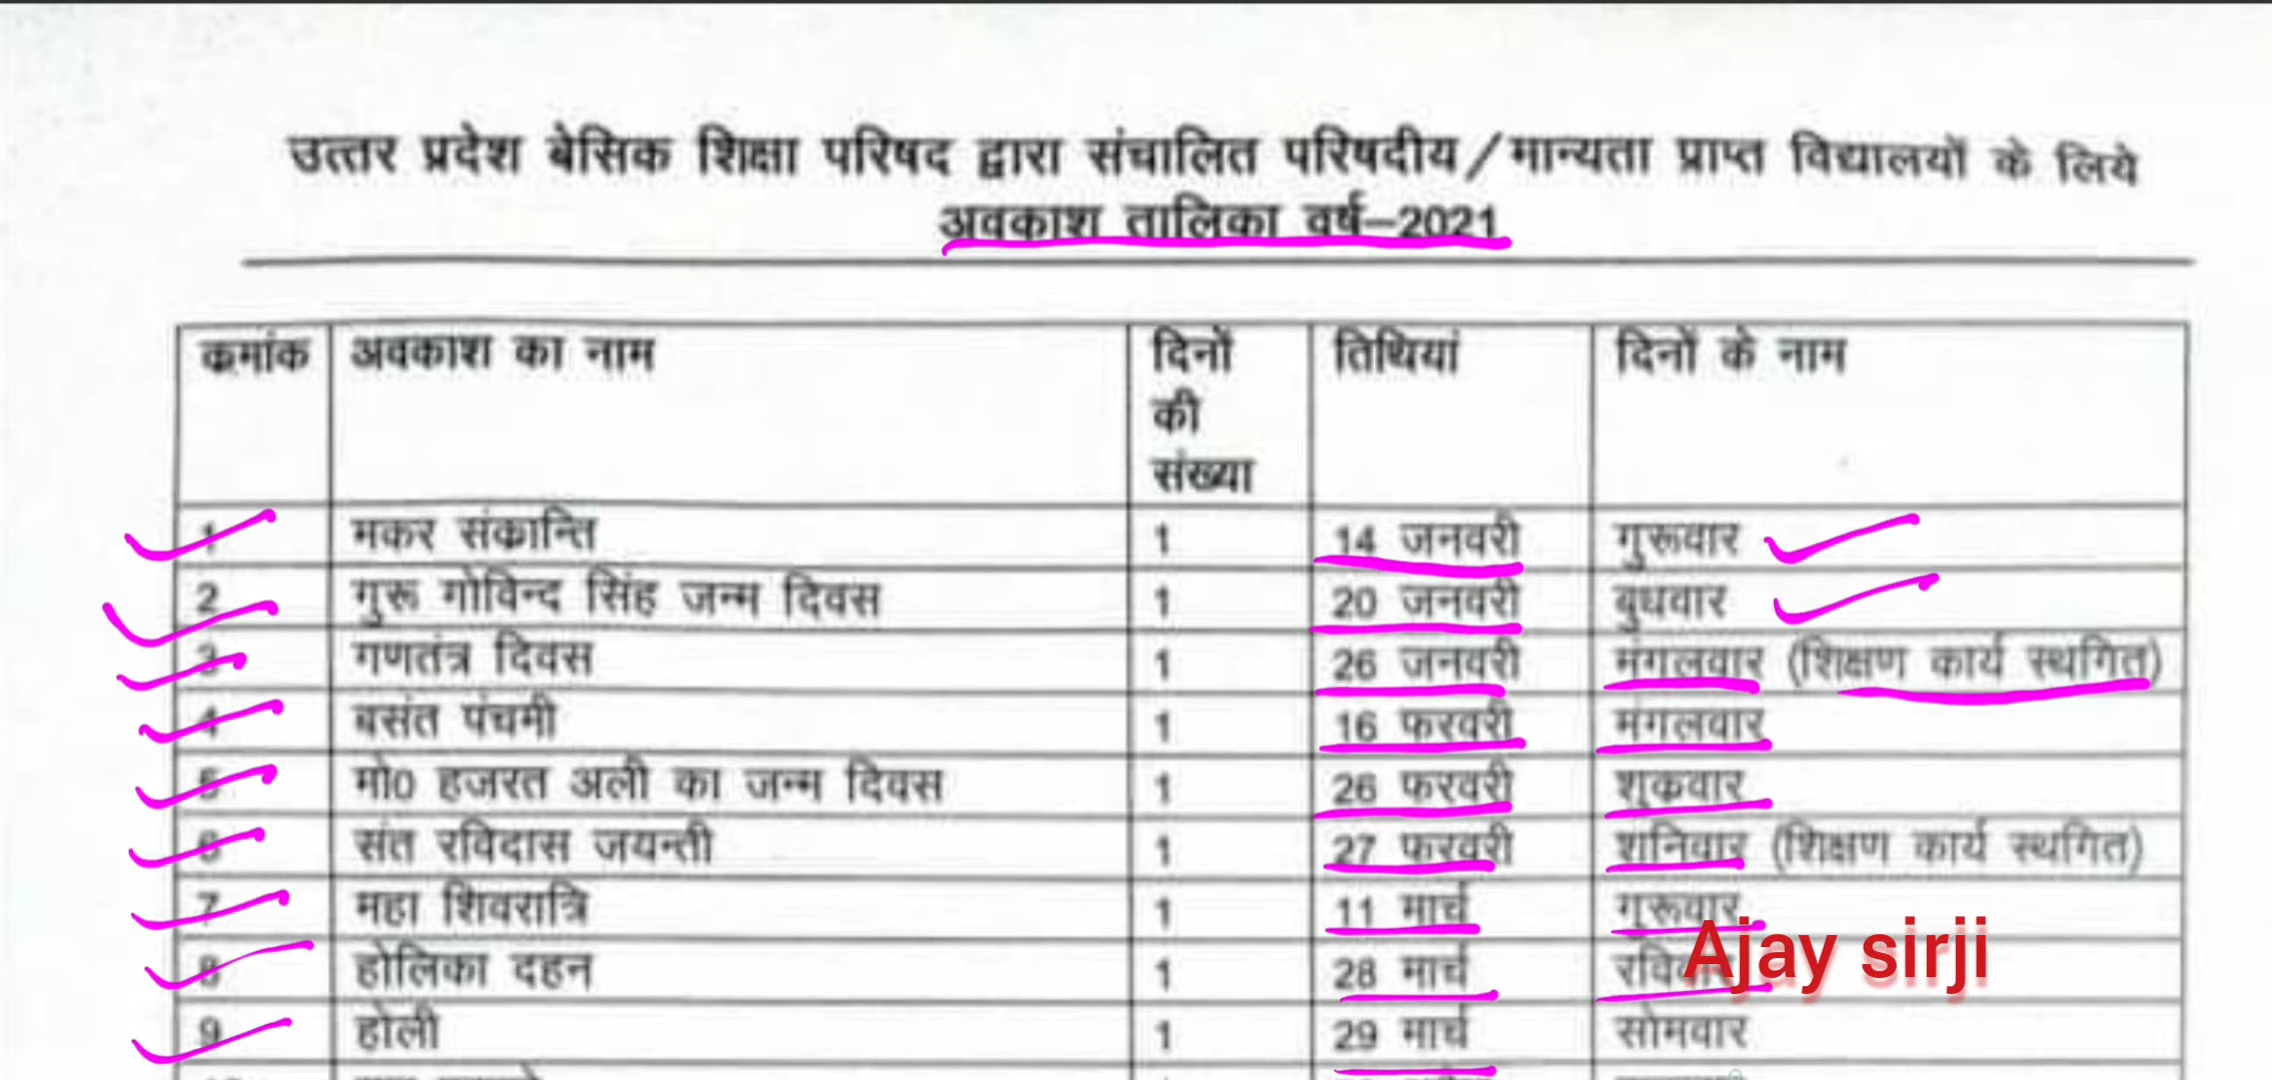 उत्तर प्रदेश बेसिक शिक्षा परिषद द्वारा संचालित परिषदीय/मान्यता प्राप्त विद्यालयों के लिये
अवकाश तालिका वर्ष–2021
क्रमांक अवकाश का नाम दिनों की संख्या तिथियां दिनों के नाम
1 मकर संक्रान्ति 1 14 जनवरी गुरूवार
2 गुरू गोविन्द सिंह जन्म दिवस 1 20 जनवरी बुधवार
3 गणतंत्र दिवस 1 26 जनवरी मंगलवार (शिक्षण कार्य स्थगित)
4 बसंत पंचमी 1 16 फरवरी मंगलवार
5 मो0 हजरत अली का जन्म दिवस 1 26 फरवरी शुक्रवार
6 संत रविदास जयन्ती 1 27 फरवरी शनिवार (शिक्षण कार्य स्थगित)
7 महा शिवरात्रि 1 11 मार्च गुरूवार
8 होलिका दहन 1 28 मार्च रविवार
Ajay sirji
9 होली 1 29 मार्च सोमवार